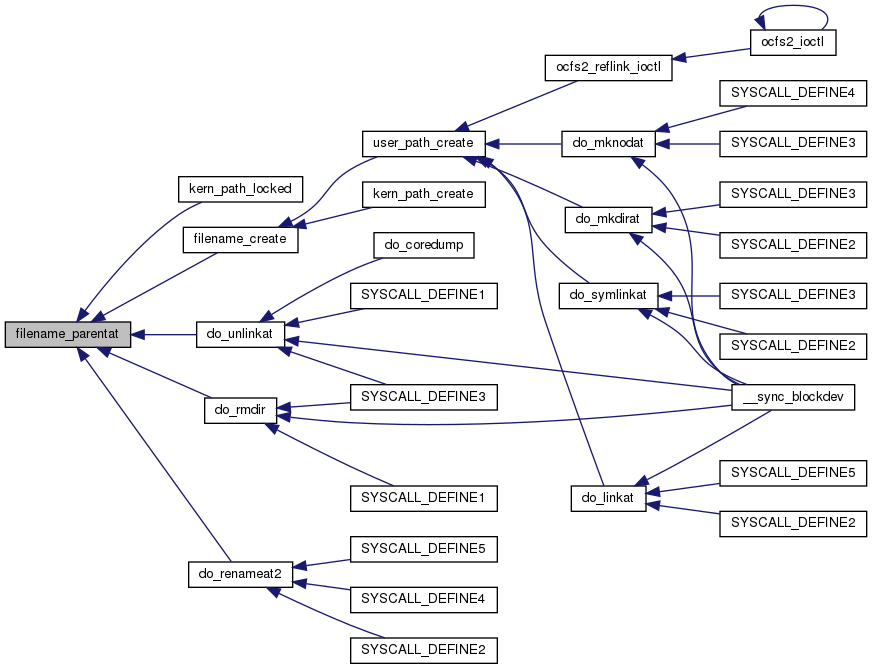 ocfs2_ioctl
ocfs2_reflink_ioctl
SYSCALL_DEFINE4
user_path_create
do_mknodat
SYSCALL_DEFINE3
kern_path_locked
kern_path_create
SYSCALL_DEFINE3
do_mkdirat
filename_create
do_coredump
SYSCALL_DEFINE2
do_symlinkat
SYSCALL_DEFINE1
SYSCALL_DEFINE3
filename_parentat
do_unlinkat
SYSCALL_DEFINE2
do_rmdir
SYSCALL_DEFINE3
__sync_blockdev
SYSCALL_DEFINE5
do_linkat
SYSCALL_DEFINE1
SYSCALL_DEFINE2
SYSCALL_DEFINE5
do_renameat2
SYSCALL_DEFINE4
SYSCALL_DEFINE2